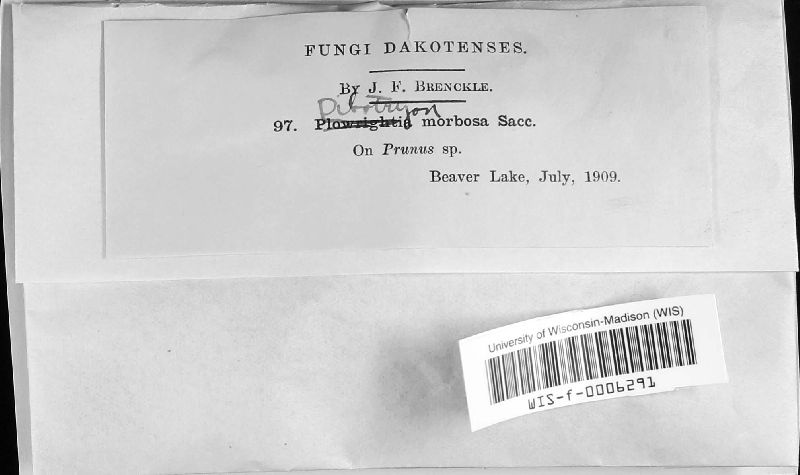 FUNGI DAKOTENSES.
By J. F. BRENCKLE.
Dibotryon
97. Plowrightia morbosa Sacc.
On Prunus sp.
Beaver Lake, July, 1909.
University of Wisconsin-Madison (WIS)
WIS-f-0006291